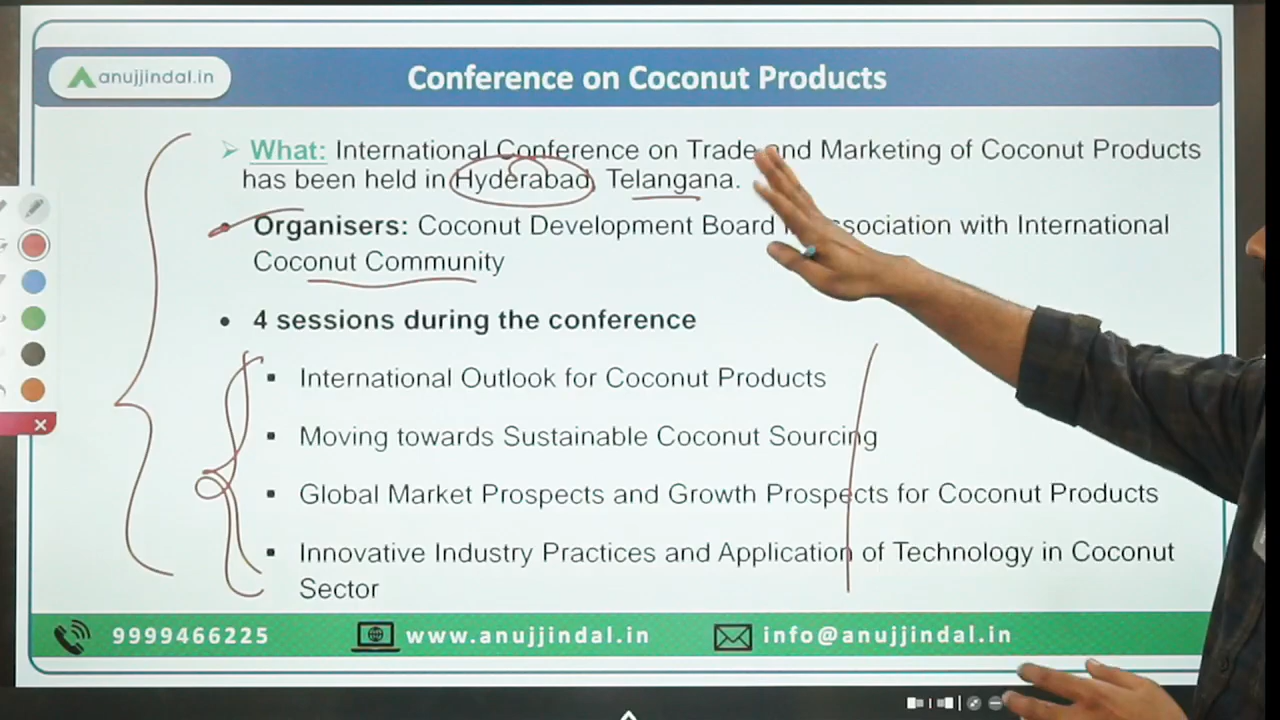 anujjindal.in
Conference on Coconut Products
What: International Conference on Trade and Marketing of Coconut Products
has been held in Hyderabad, Telangana.
Organisers: Coconut Development Board association with International
Coconut Community
4 sessions during the conference
International Outlook for Coconut Products
Moving towards Sustainable Coconut Sourcing
Global Market Prospects and Growth Prospects for Coconut Products
Innovative Industry Practices and Application of Technology in Coconut
Sector
9999466225 www.anujjindal.in info@anujjindal.in